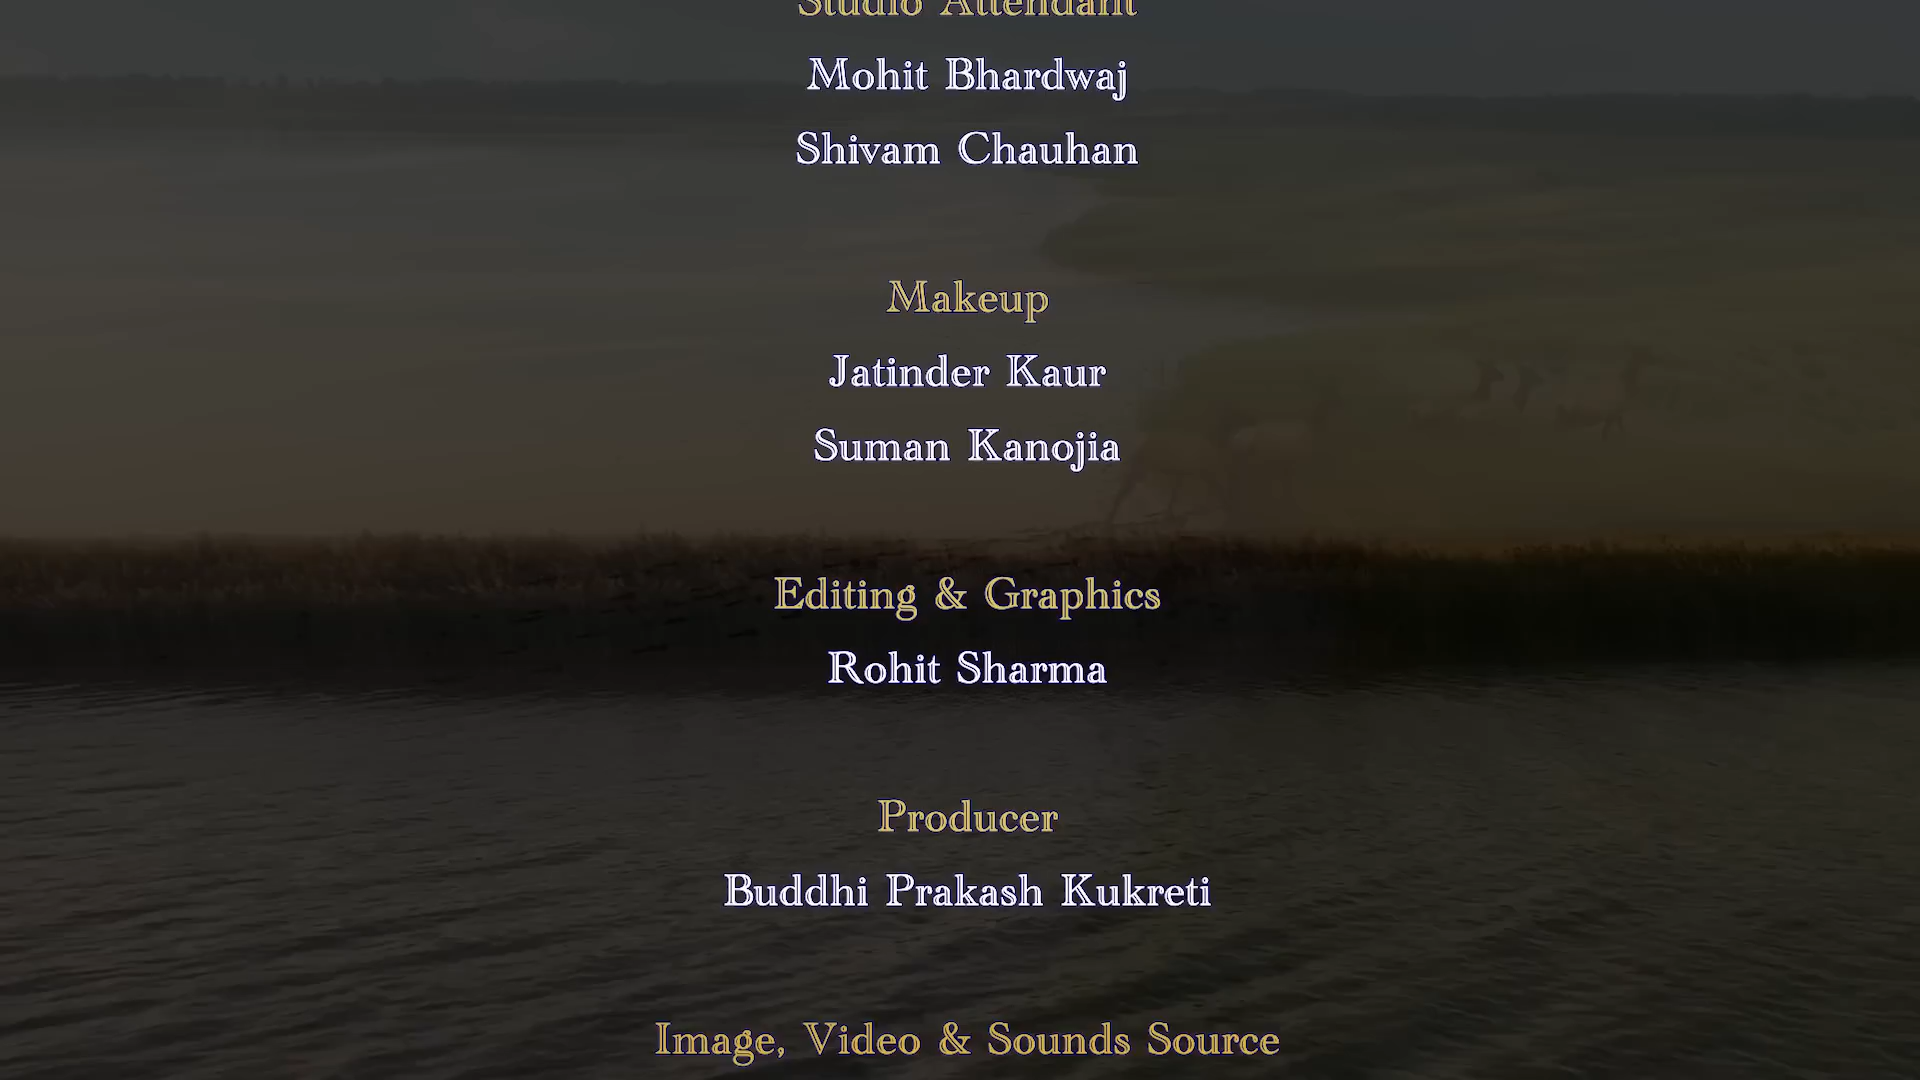 Studio Attendant
Mohit Bhardwaj
Shivam Chauhan
Makeup
Jatinder Kaur
Suman Kanojia
Editing & Graphics
Rohit Sharma
Producer
Buddhi Prakash Kukreti
Image, Video & Sounds Source